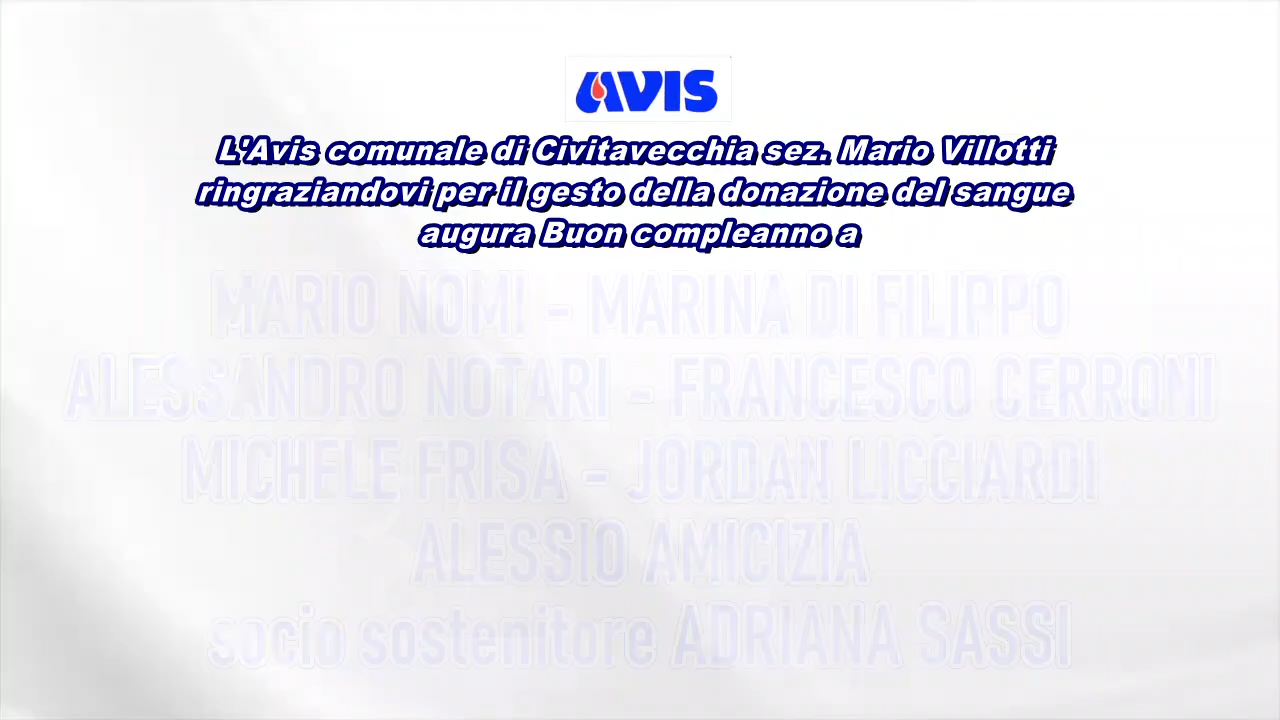 AVIS
L'Avis comunale di Civitavecchia sez. Mario Villotti
ringraziandovi per il gesto della donazione del sangue
augura Buon compleanno a
MARIO NOMI - MARINA DI FILIPPO
ALESSANDRO NOTARI - FRANCESCO CERRONI
MICHELE FRISA - JORDAN LICCIARDI
ALESSIO AMICIZIA
socio sostenitore ADRIANA SASSI